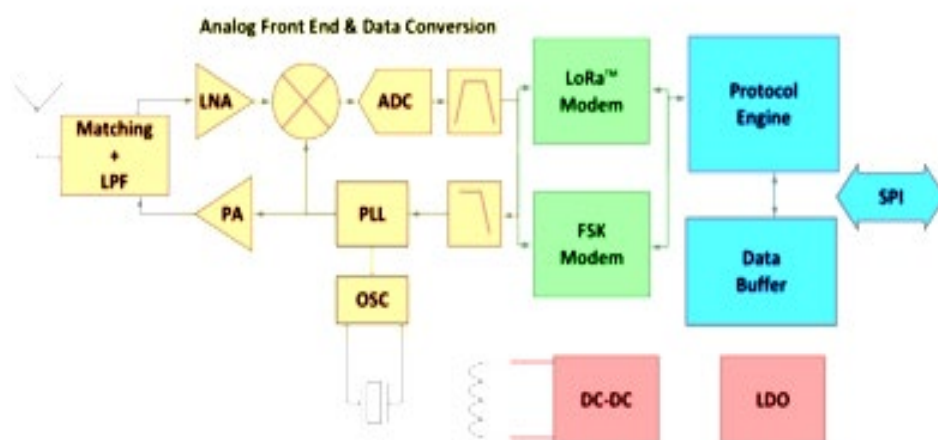 Analog Front End & Data Conversion
LNA
ADC
LoRa™
Modem
Protocol
Engine
Matching
+
LPF
PA
PLL
FSK
Modem
SPI
Data
Buffer
OSC
DC-DC
LDO